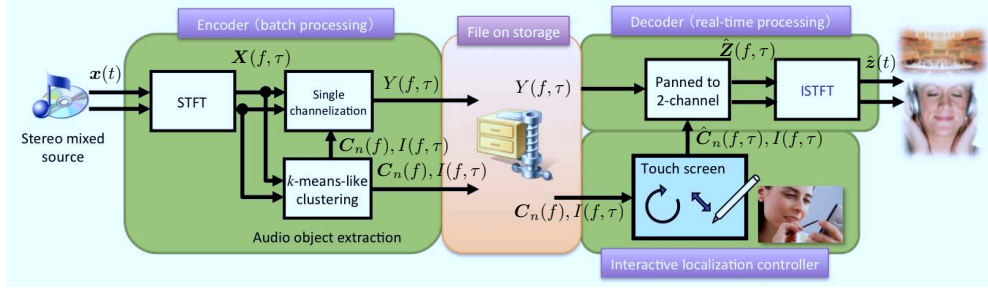 Encoder (batch processing)
File on storage
Decoder (real-time processing)
x(t)
X(f,τ)
Ẑ(f,τ)
ẑ(t)
STFT
Single
channelization
Y(f,τ)
Y(f,τ)
Panned to
2-channel
ISTFT
Stereo mixed
source
C_n(f), I(f,τ)
Ĉ_n(f,τ), I(f,τ)
k-means-like
clustering
C_n(f), I(f,τ)
Touch screen
C_n(f), I(f,τ)
Audio object extraction
Interactive localization controller